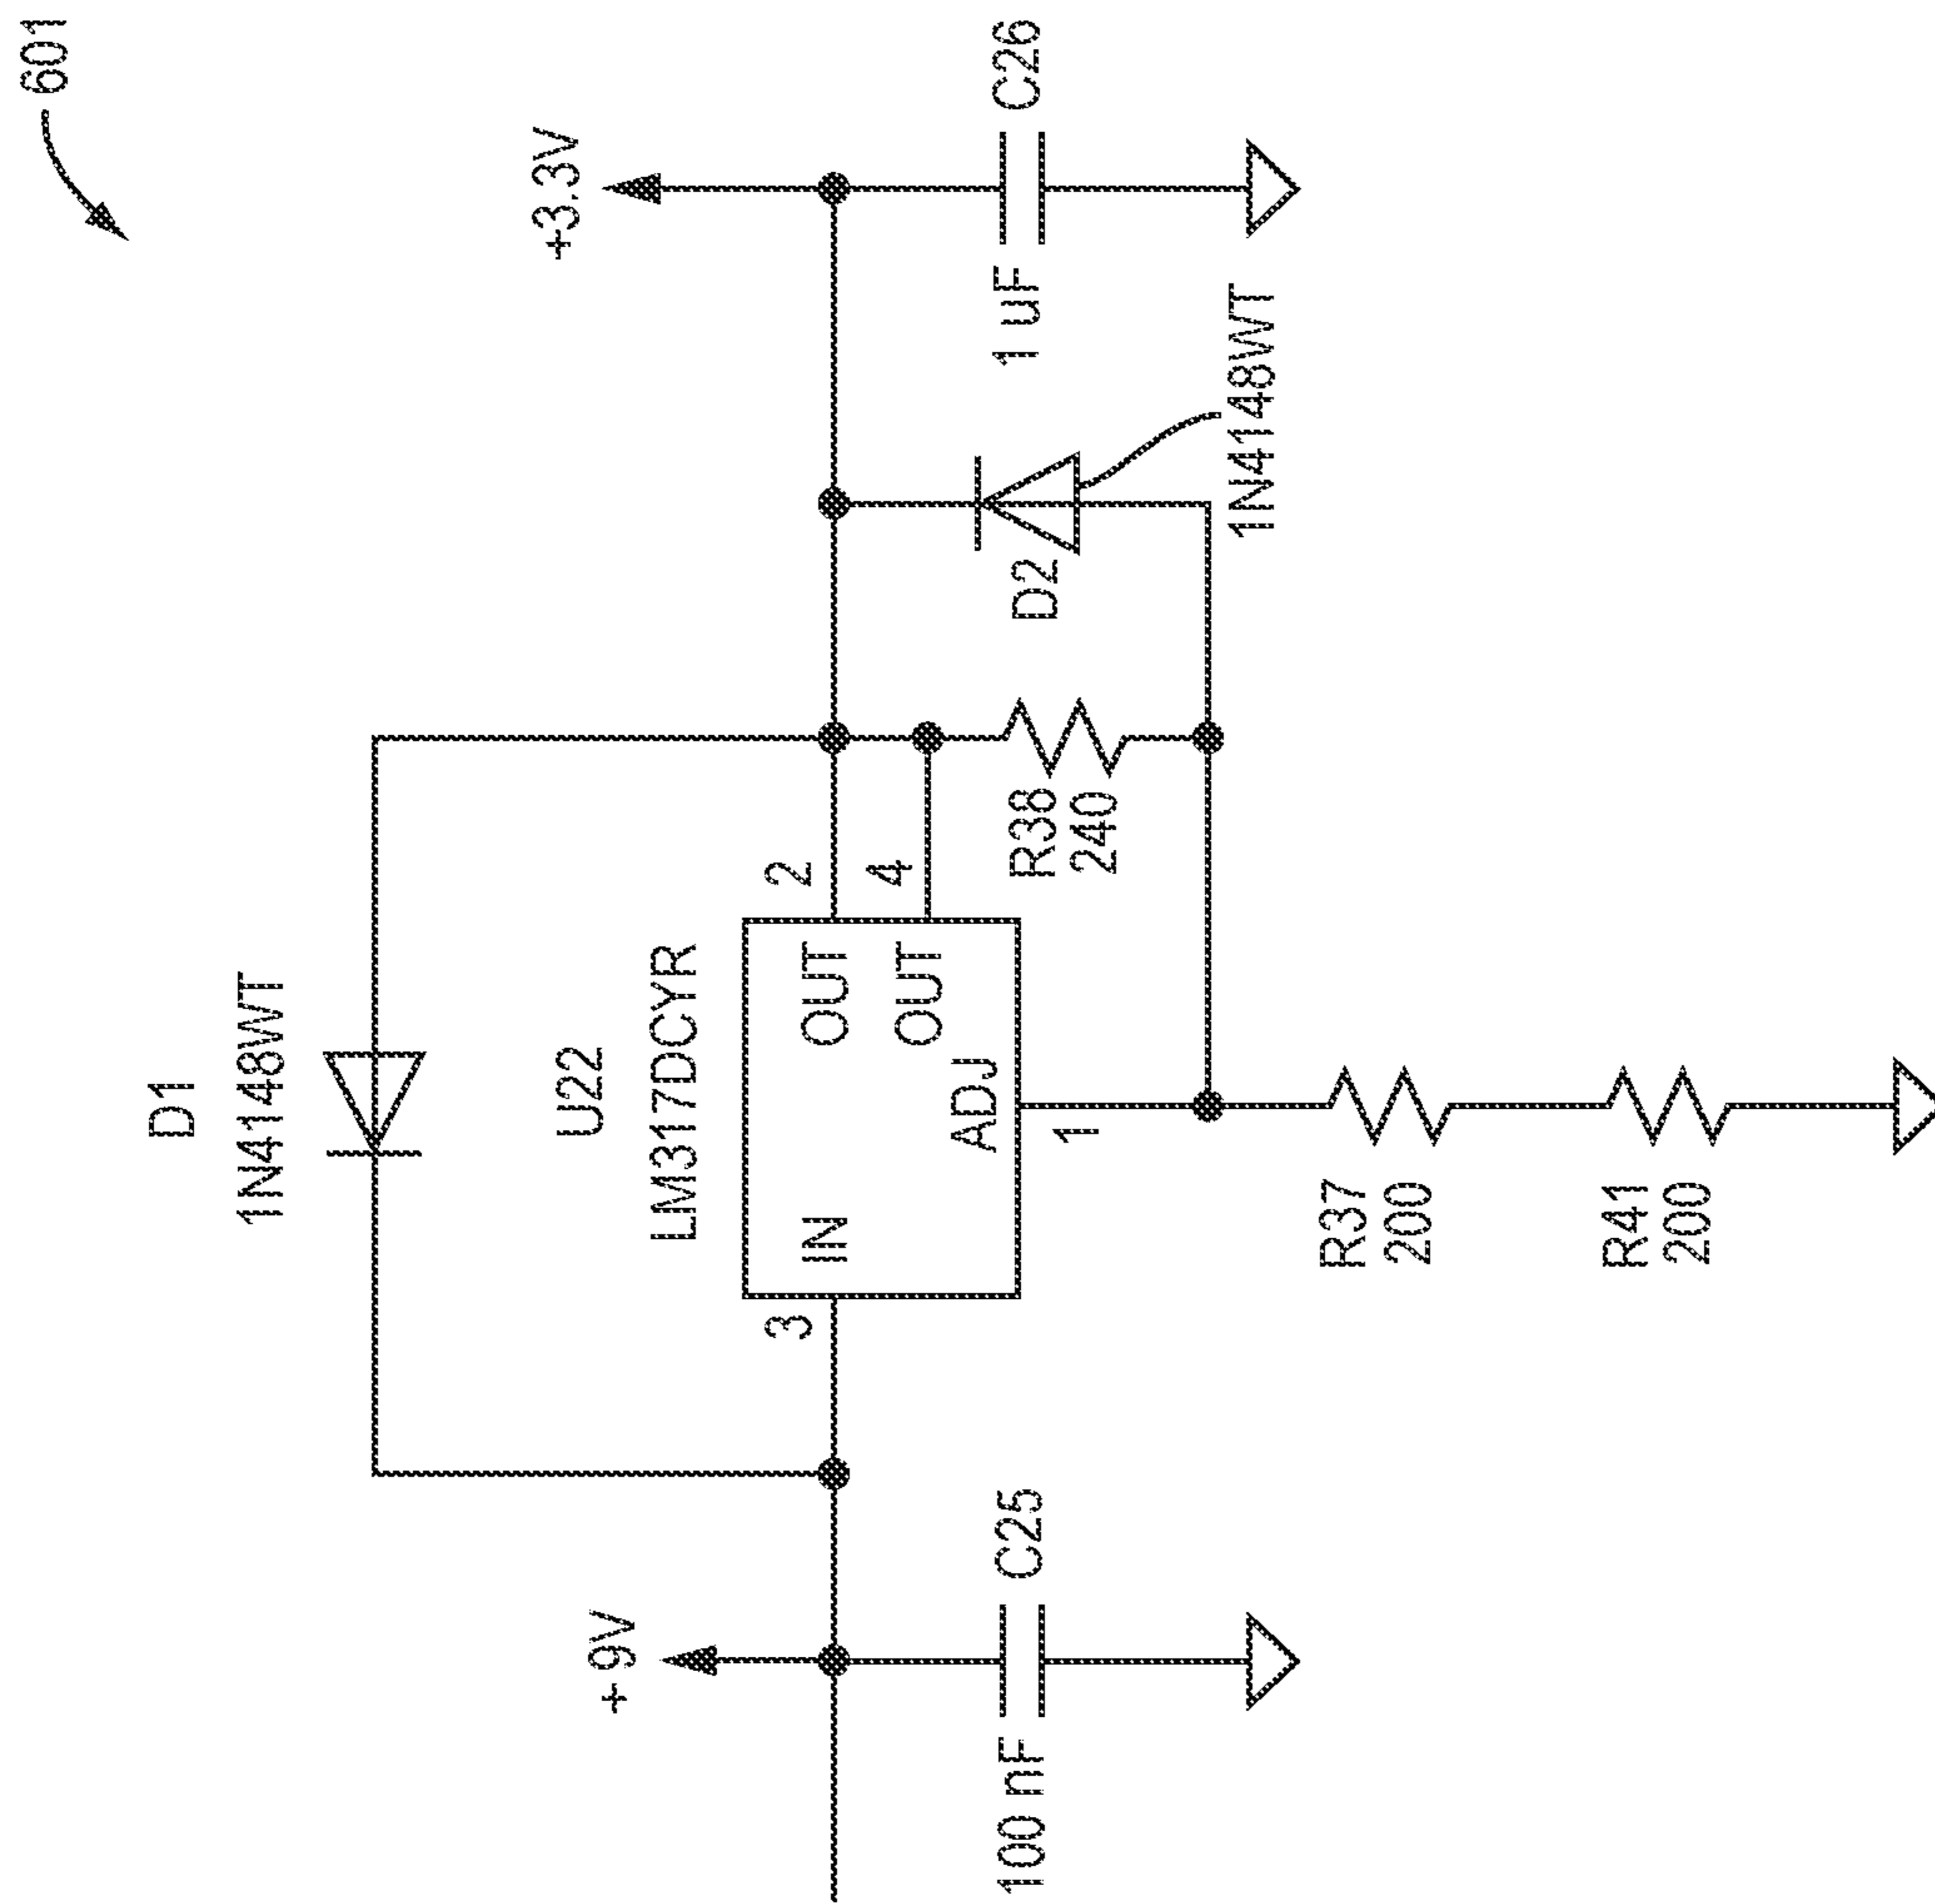 601
D1
1N4148WT
U22
LM317DCYR
+9V
+3.3V
3
IN
OUT
2
OUT
4
ADJ
1
100 nF
C25
R38
240
D2
1 uF
C26
1N4148WT
R37
200
R41
200